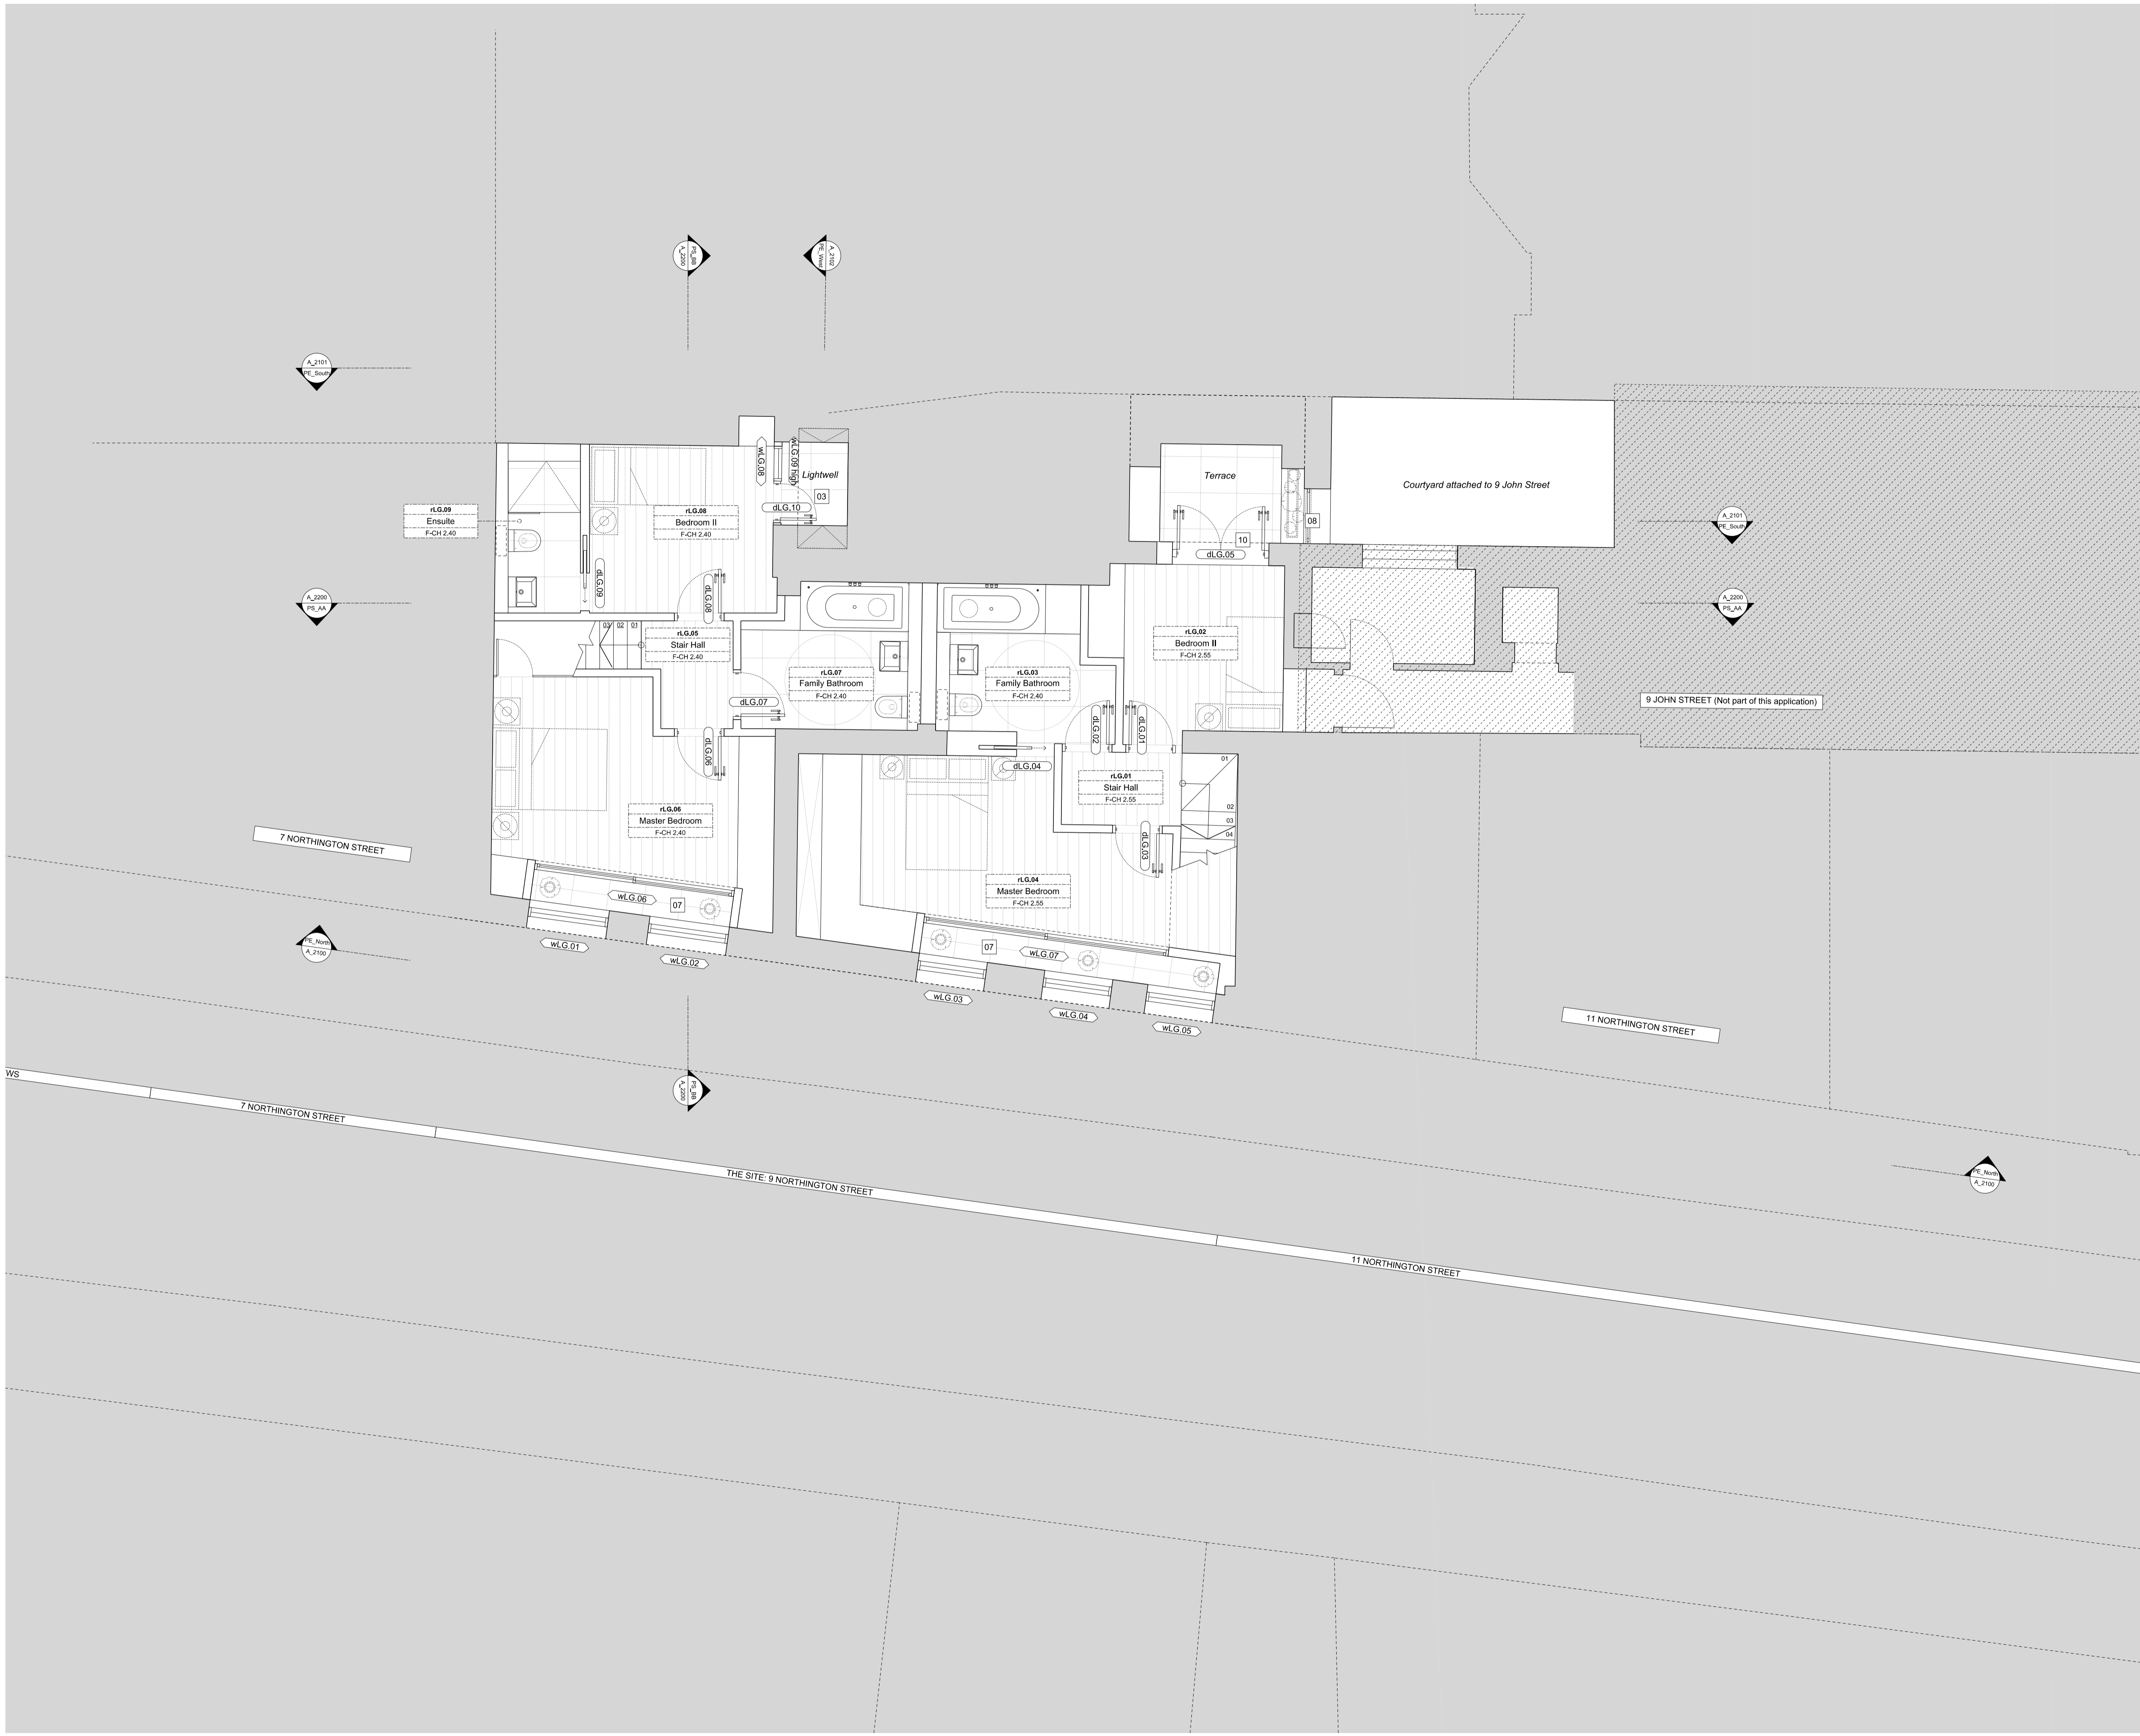 PS_BB
A_2200
A_2102
PE_West
A_2101
PE_South
wLG.08
wLG.09 high
Lightwell
03
dLG.10
Terrace
Courtyard attached to 9 John Street
rLG.09
Ensuite
F-CH 2.40
rLG.08
Bedroom II
F-CH 2.40
08
10
dLG.05
A_2101
PE_South
dLG.09
dLG.08
A_2200
PS_AA
A_2200
PS_AA
03
02
01
rLG.05
Stair Hall
F-CH 2.40
rLG.02
Bedroom II
F-CH 2.55
rLG.07
Family Bathroom
F-CH 2.40
rLG.03
Family Bathroom
F-CH 2.40
dLG.07
9 JOHN STREET (Not part of this application)
dLG.06
dLG.02
dLG.01
dLG.04
01
02
03
04
rLG.01
Stair Hall
F-CH 2.55
rLG.06
Master Bedroom
F-CH 2.40
dLG.03
7 NORTHINGTON STREET
rLG.04
Master Bedroom
F-CH 2.55
wLG.06
07
07
wLG.07
wLG.01
wLG.02
wLG.03
wLG.04
wLG.05
PE_North
A_2100
11 NORTHINGTON STREET
PS_BB
A_2200
WS
7 NORTHINGTON STREET
THE SITE: 9 NORTHINGTON STREET
11 NORTHINGTON STREET
PE_North
A_2100